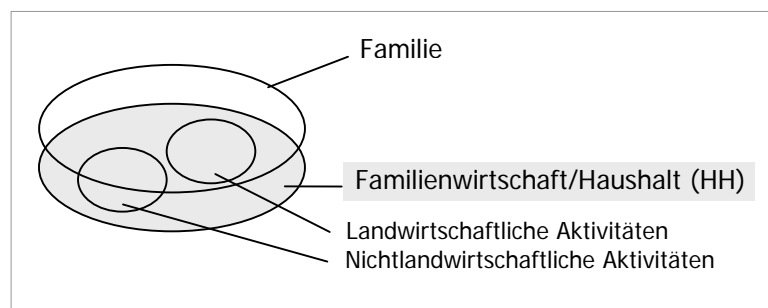 Familie
Familienwirtschaft/Haushalt (HH)
Landwirtschaftliche Aktivitäten
Nichtlandwirtschaftliche Aktivitäten